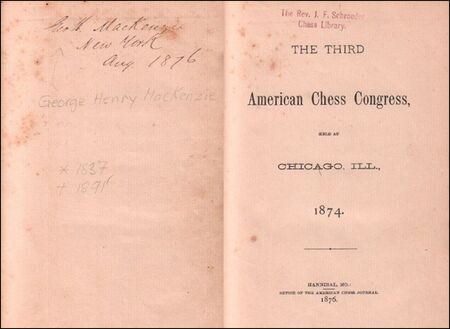 Geo. H. MacKenzie
New York
Aug 1876
George Henry MacKenzie
* 1837
+ 1891
The Rev. J. F. Schroeder
Chess Library.
THE THIRD
American Chess Congress,
HELD AT
CHICAGO, ILL.,
1874.
HANNIBAL, MO.:
OFFICE OF THE AMERICAN CHESS JOURNAL.
1876.